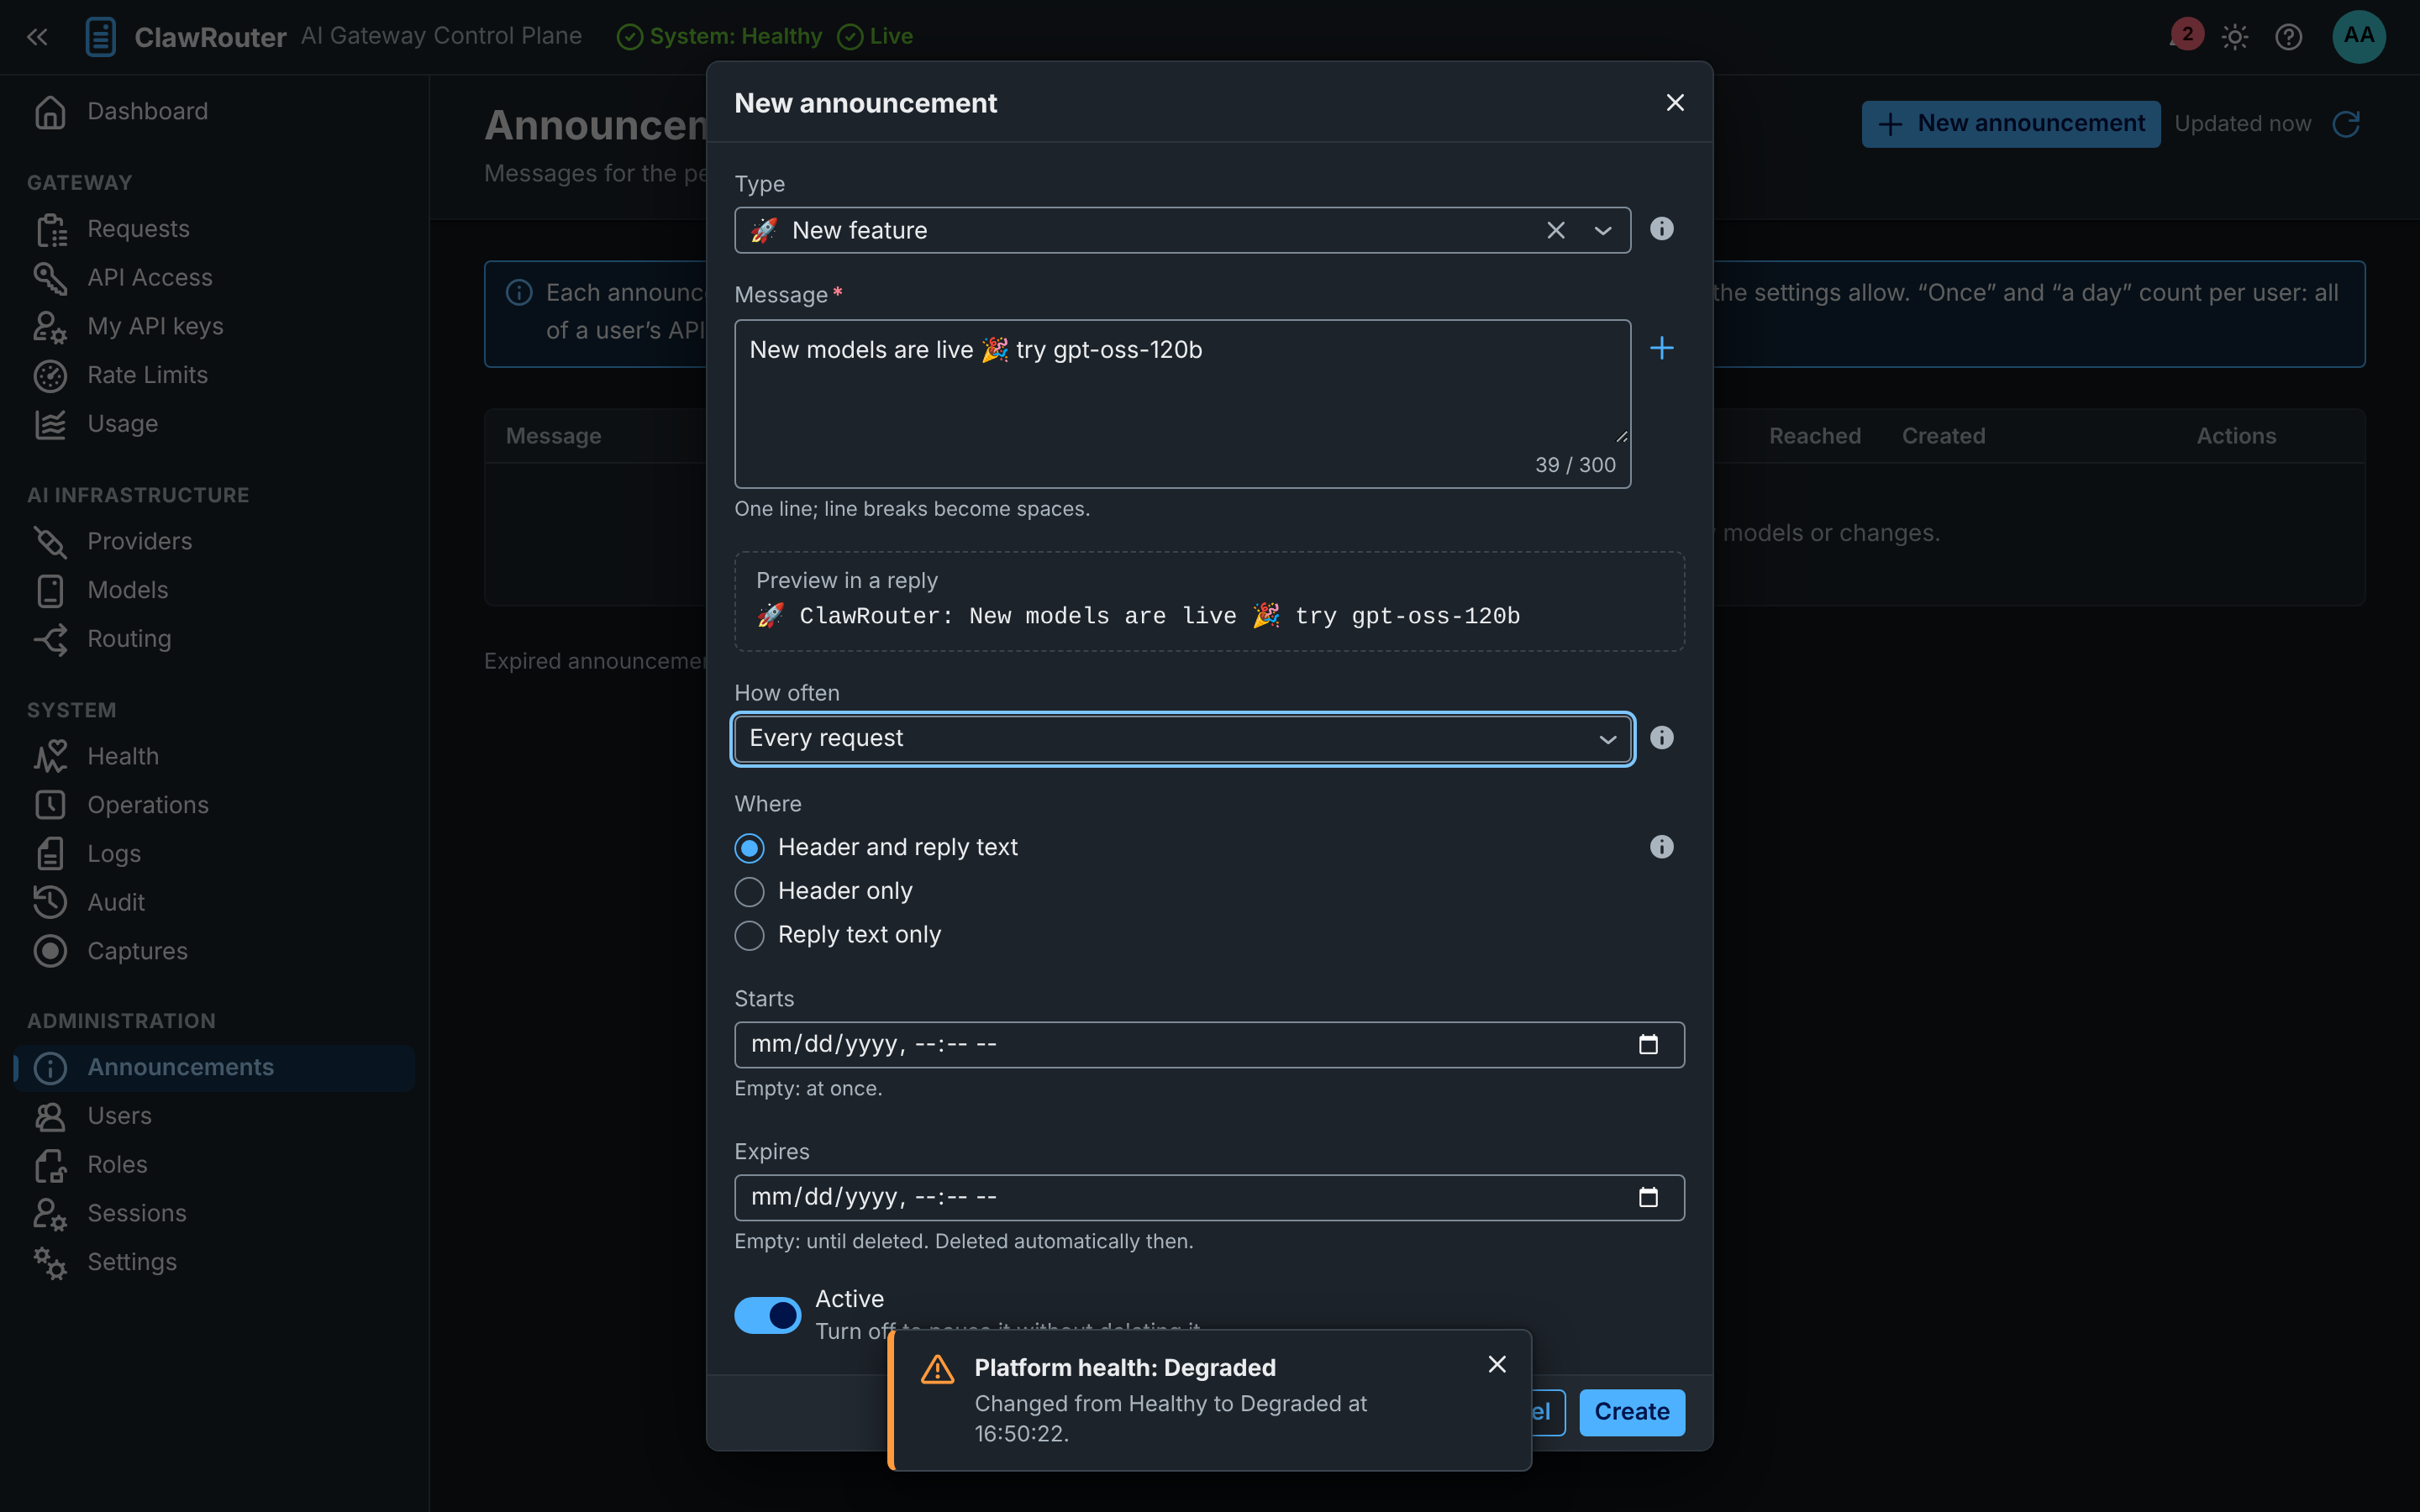 ClawRouter AI Gateway Control Plane System: Healthy Live 2 AA
Dashboard
GATEWAY
Requests
API Access
My API keys
Rate Limits
Usage
AI INFRASTRUCTURE
Providers
Models
Routing
SYSTEM
Health
Operations
Logs
Audit
Captures
ADMINISTRATION
Announcements
Users
Roles
Sessions
Settings
New announcement Updated now
Messages for the
Each
the settings allow. “Once” and “a day” count per user: all
of a user’s API
Message Reached Created Actions
models or changes.
Expired
New announcement
Type
🚀 New feature
Message*
New models are live 🎉 try gpt-oss-120b
39 / 300
One line; line breaks become spaces.
Preview in a reply
🚀 ClawRouter: New models are live 🎉 try gpt-oss-120b
How often
Every request
Where
Header and reply text
Header only
Reply text only
Starts
mm/dd/yyyy, --:-- --
Empty: at once.
Expires
mm/dd/yyyy, --:-- --
Empty: until deleted. Deleted automatically then.
Active
Turn off to pause it without deleting it.
Platform health: Degraded
Changed from Healthy to Degraded at
16:50:22.
Create